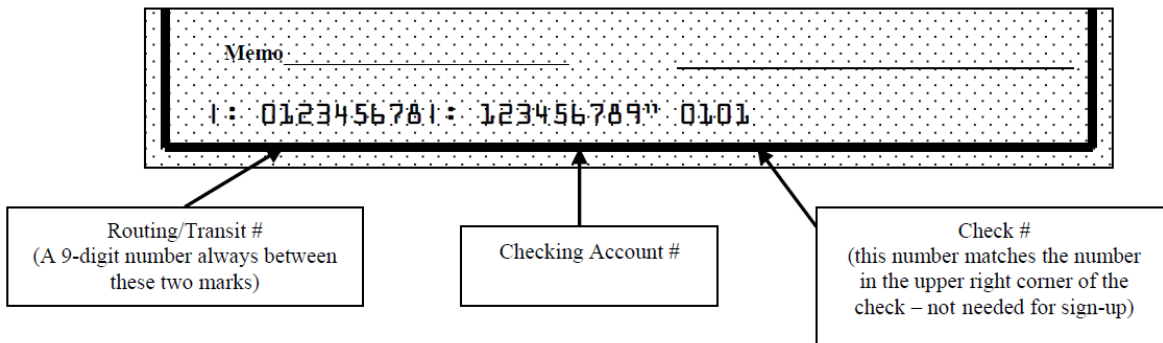 Memo
|: 012345678|: 123456789" 0101
Routing/Transit #
(A 9-digit number always between
these two marks)
Checking Account #
Check #
(this number matches the number
in the upper right corner of the
check – not needed for sign-up)